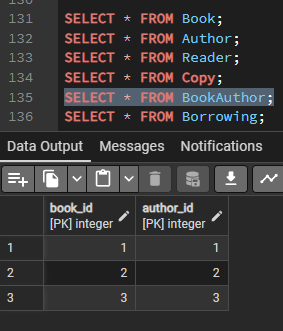 131 SELECT * FROM Book;
132 SELECT * FROM Author;
133 SELECT * FROM Reader;
134 SELECT * FROM Copy;
135 SELECT * FROM BookAuthor;
136 SELECT * FROM Borrowing;
Data Output Messages Notifications
book_id author_id
[PK] integer [PK] integer
1 1 1
2 2 2
3 3 3